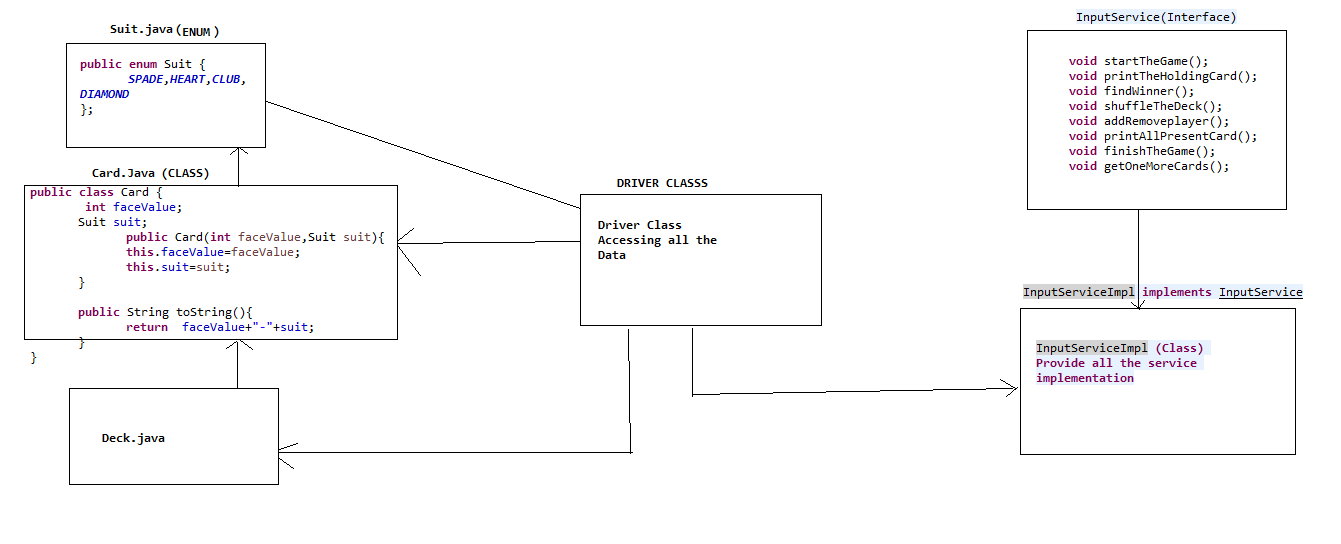 Suit.java(ENUM )
public enum Suit {
SPADE,HEART,CLUB,
DIAMOND
};
Card.Java (CLASS)
public class Card {
int faceValue;
Suit suit;
public Card(int faceValue,Suit suit){
this.faceValue=faceValue;
this.suit=suit;
}
public String toString(){
return faceValue+"-"+suit;
}
}
Deck.java
DRIVER CLASSS
Driver Class
Accessing all the
Data
InputService(Interface)
void startTheGame();
void printTheHoldingCard();
void findWinner();
void shuffleTheDeck();
void addRemoveplayer();
void printAllPresentCard();
void finishTheGame();
void getOneMoreCards();
InputServiceImpl implements InputService
InputServiceImpl (Class)
Provide all the service
implementation